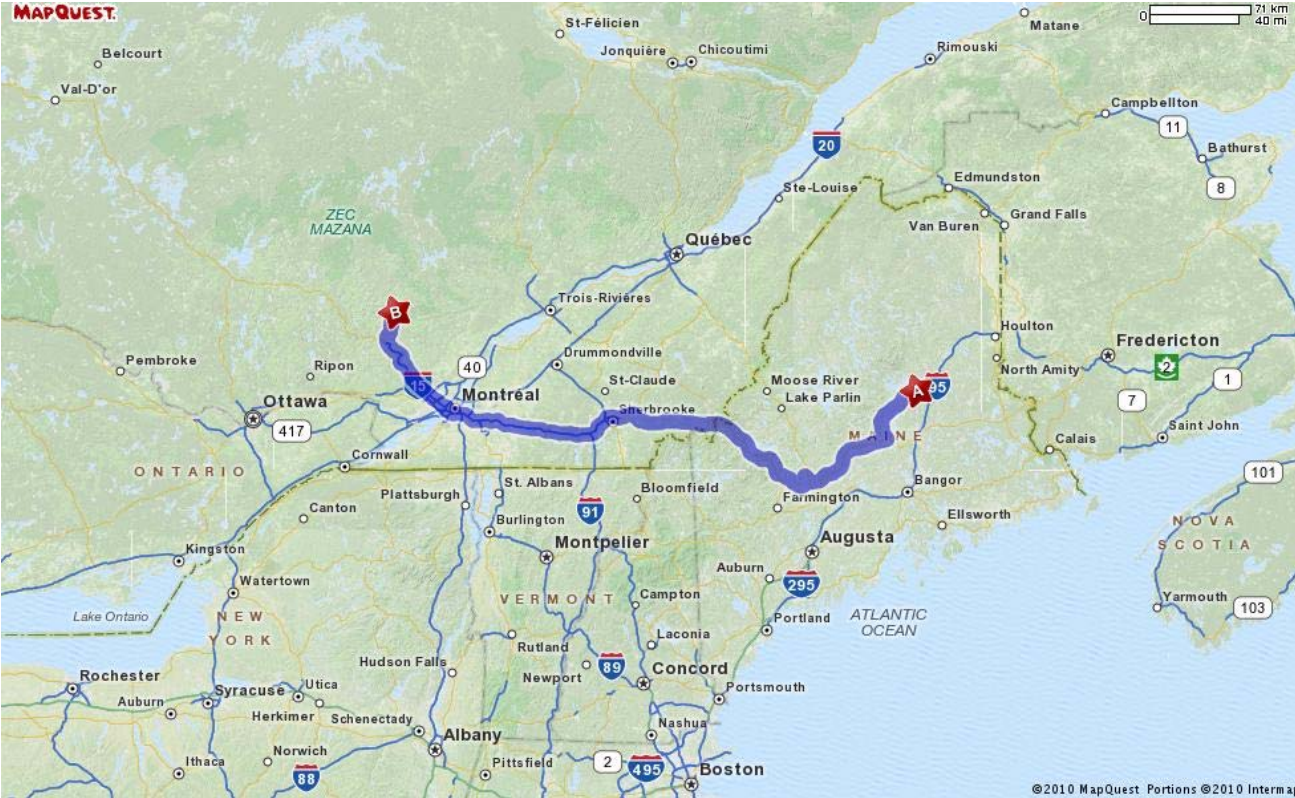 MAPQUEST.
71 km
0
40 mi
St-Félicien
Matane
Belcourt
Jonquière
Chicoutimi
Rimouski
Val-D'or
Campbellton
11
20
Bathurst
Ste-Louise
Edmundston
8
ZEC
MAZANA
Van Buren
Grand Falls
Québec
B
Trois-Rivières
Houlton
Fredericton
Pembroke
Ripon
40
Drummondville
North Amity
2
15
St-Claude
Moose River
A
95
1
Ottawa
Montréal
Lake Parlin
7
417
Sherbrooke
MAINE
Saint John
Cornwall
Calais
ONTARIO
101
Plattsburgh
St. Albans
Bloomfield
Farmington
Bangor
Canton
91
Ellsworth
NOVA
SCOTIA
Burlington
Montpelier
Augusta
Kingston
Auburn
295
Watertown
VERMONT
Campton
Yarmouth
103
Lake Ontario
NEW
YORK
Portland
ATLANTIC
OCEAN
Rutland
Laconia
Hudson Falls
Newport
89
Concord
Rochester
Syracuse
Utica
Portsmouth
Auburn
Herkimer
Schenectady
Nashua
Albany
Norwich
Ithaca
88
Pittsfield
2
495
Boston
©2010 MapQuest Portions ©2010 Intermap